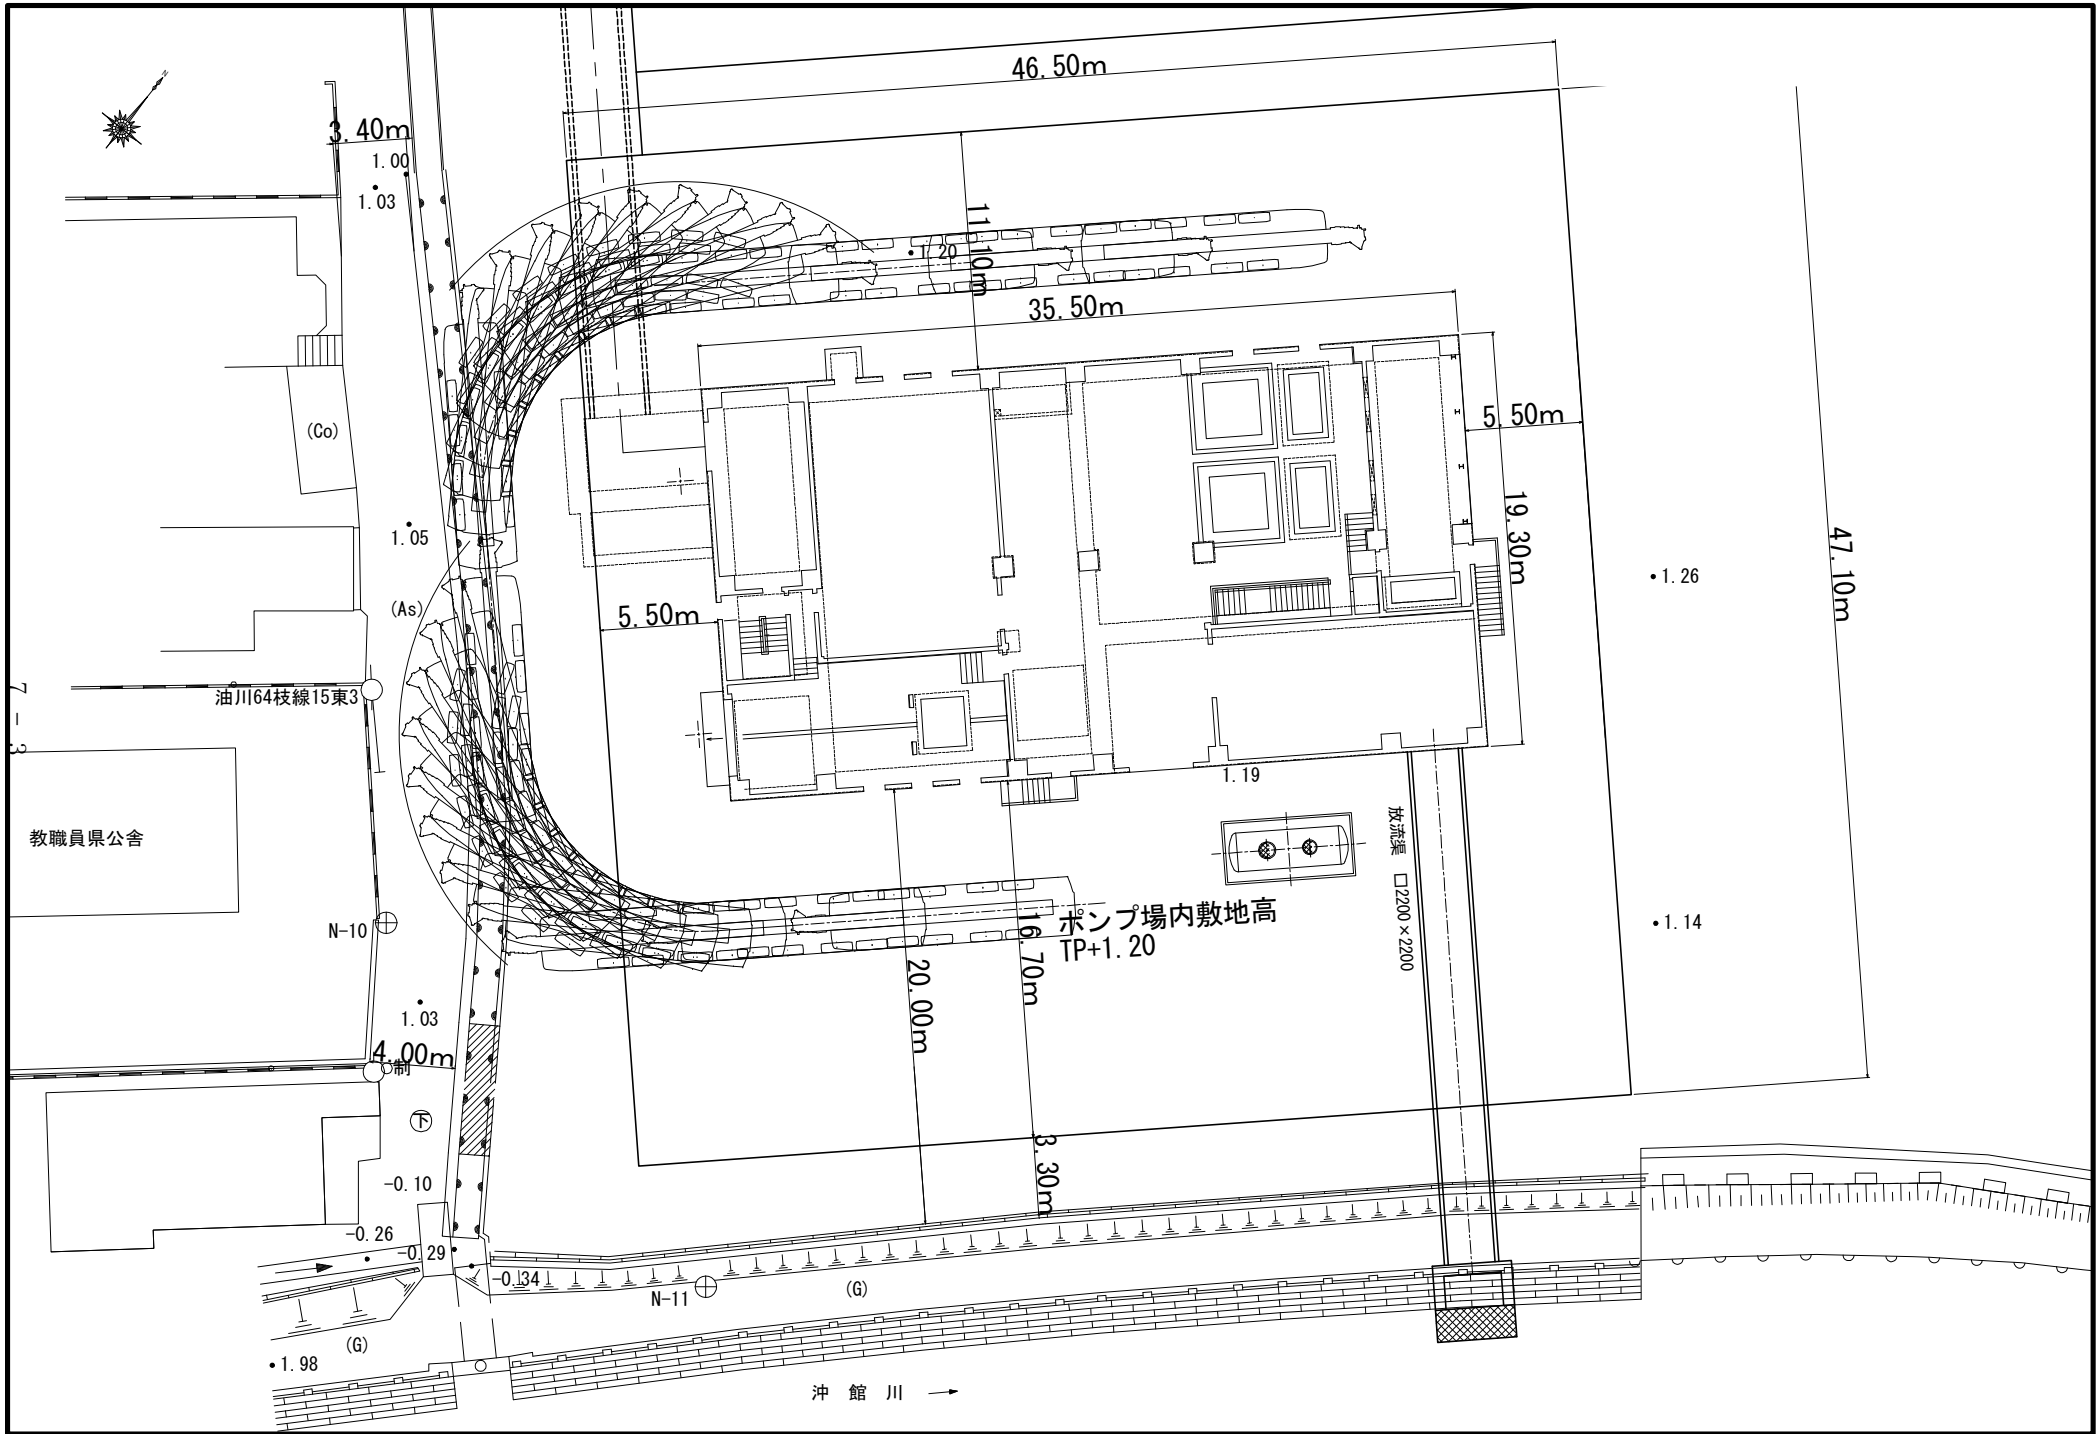 46.50m
N
3.40m
1.00
1.03
11.10m
1.20
35.50m
(Co)
5.50m
19.30m
1.05
47.10m
1.26
(As)
5.50m
油川64枝線15東3
7-3
1.19
教職員県公舎
放流渠 □2200×2200
N-10
ポンプ場内敷地高
TP+1.20
1.14
16.70m
20.00m
1.03
4.00m
制
下
3.30m
-0.10
-0.26
-0.29
-0.34
N-11
(G)
(G)
1.98
沖館川